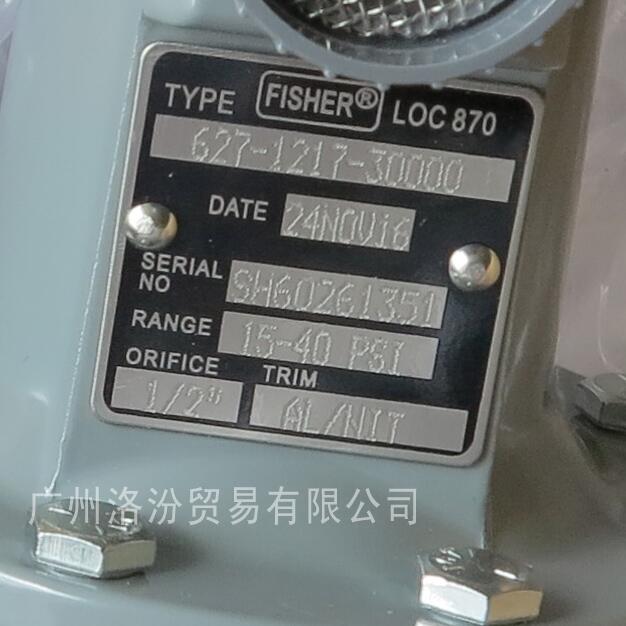 TYPE FISHER® LOC 870
627-1217-30000
DATE 24NOV16
SERIAL NO SH60261351
RANGE 15-40 PSI
ORIFICE TRIM
1/2" AL/NIT
广州洛汾贸易有限公司